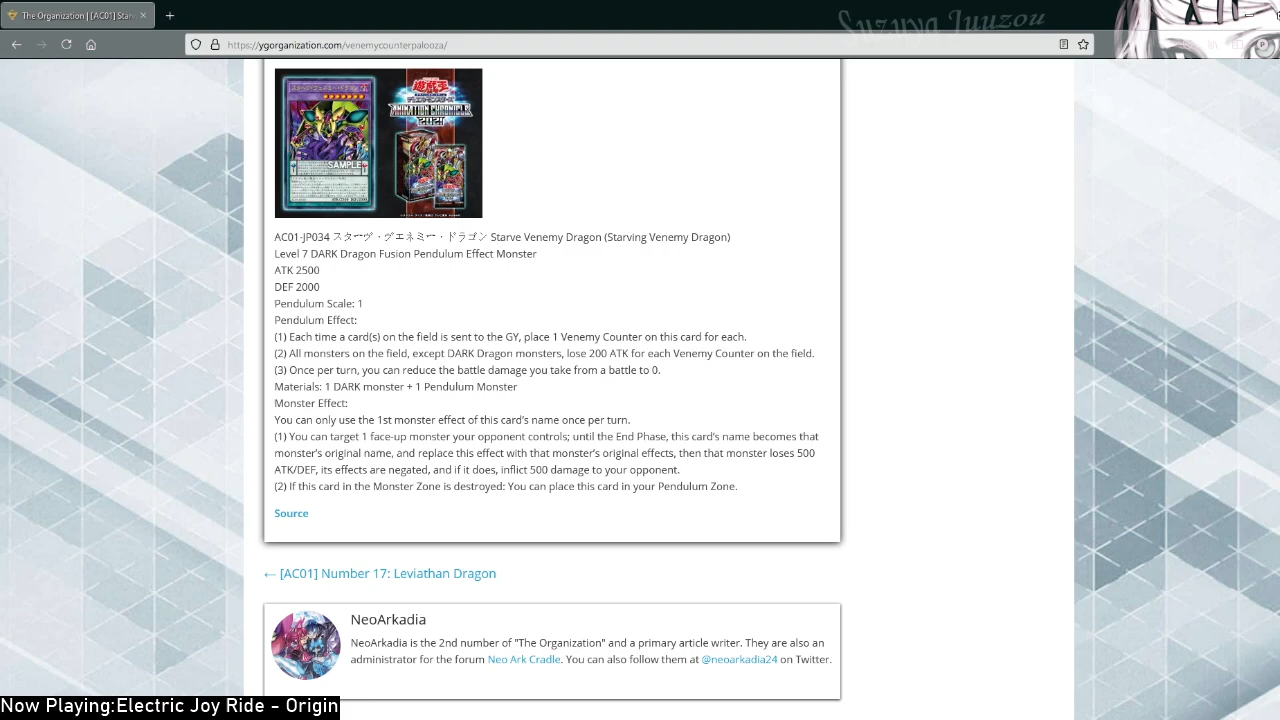 The Organization | [AC01] Starv
Suzuya Juuzou
https://ygorganization.com/venemycounterpalooza/
遊戯王
ANIMATION CHRONICLE
2021
SAMPLE
AC01-JP034 スターヴ・ヴェネミー・ドラゴン Starve Venemy Dragon (Starving Venemy Dragon)
Level 7 DARK Dragon Fusion Pendulum Effect Monster
ATK 2500
DEF 2000
Pendulum Scale: 1
Pendulum Effect:
(1) Each time a card(s) on the field is sent to the GY, place 1 Venemy Counter on this card for each.
(2) All monsters on the field, except DARK Dragon monsters, lose 200 ATK for each Venemy Counter on the field.
(3) Once per turn, you can reduce the battle damage you take from a battle to 0.
Materials: 1 DARK monster + 1 Pendulum Monster
Monster Effect:
You can only use the 1st monster effect of this card's name once per turn.
(1) You can target 1 face-up monster your opponent controls; until the End Phase, this card's name becomes that
monster's original name, and replace this effect with that monster's original effects, then that monster loses 500
ATK/DEF, its effects are negated, and if it does, inflict 500 damage to your opponent.
(2) If this card in the Monster Zone is destroyed: You can place this card in your Pendulum Zone.
Source
← [AC01] Number 17: Leviathan Dragon
NeoArkadia
NeoArkadia is the 2nd number of "The Organization" and a primary article writer. They are also an
administrator for the forum Neo Ark Cradle. You can also follow them at @neoarkadia24 on Twitter.
Now Playing:Electric Joy Ride - Origin